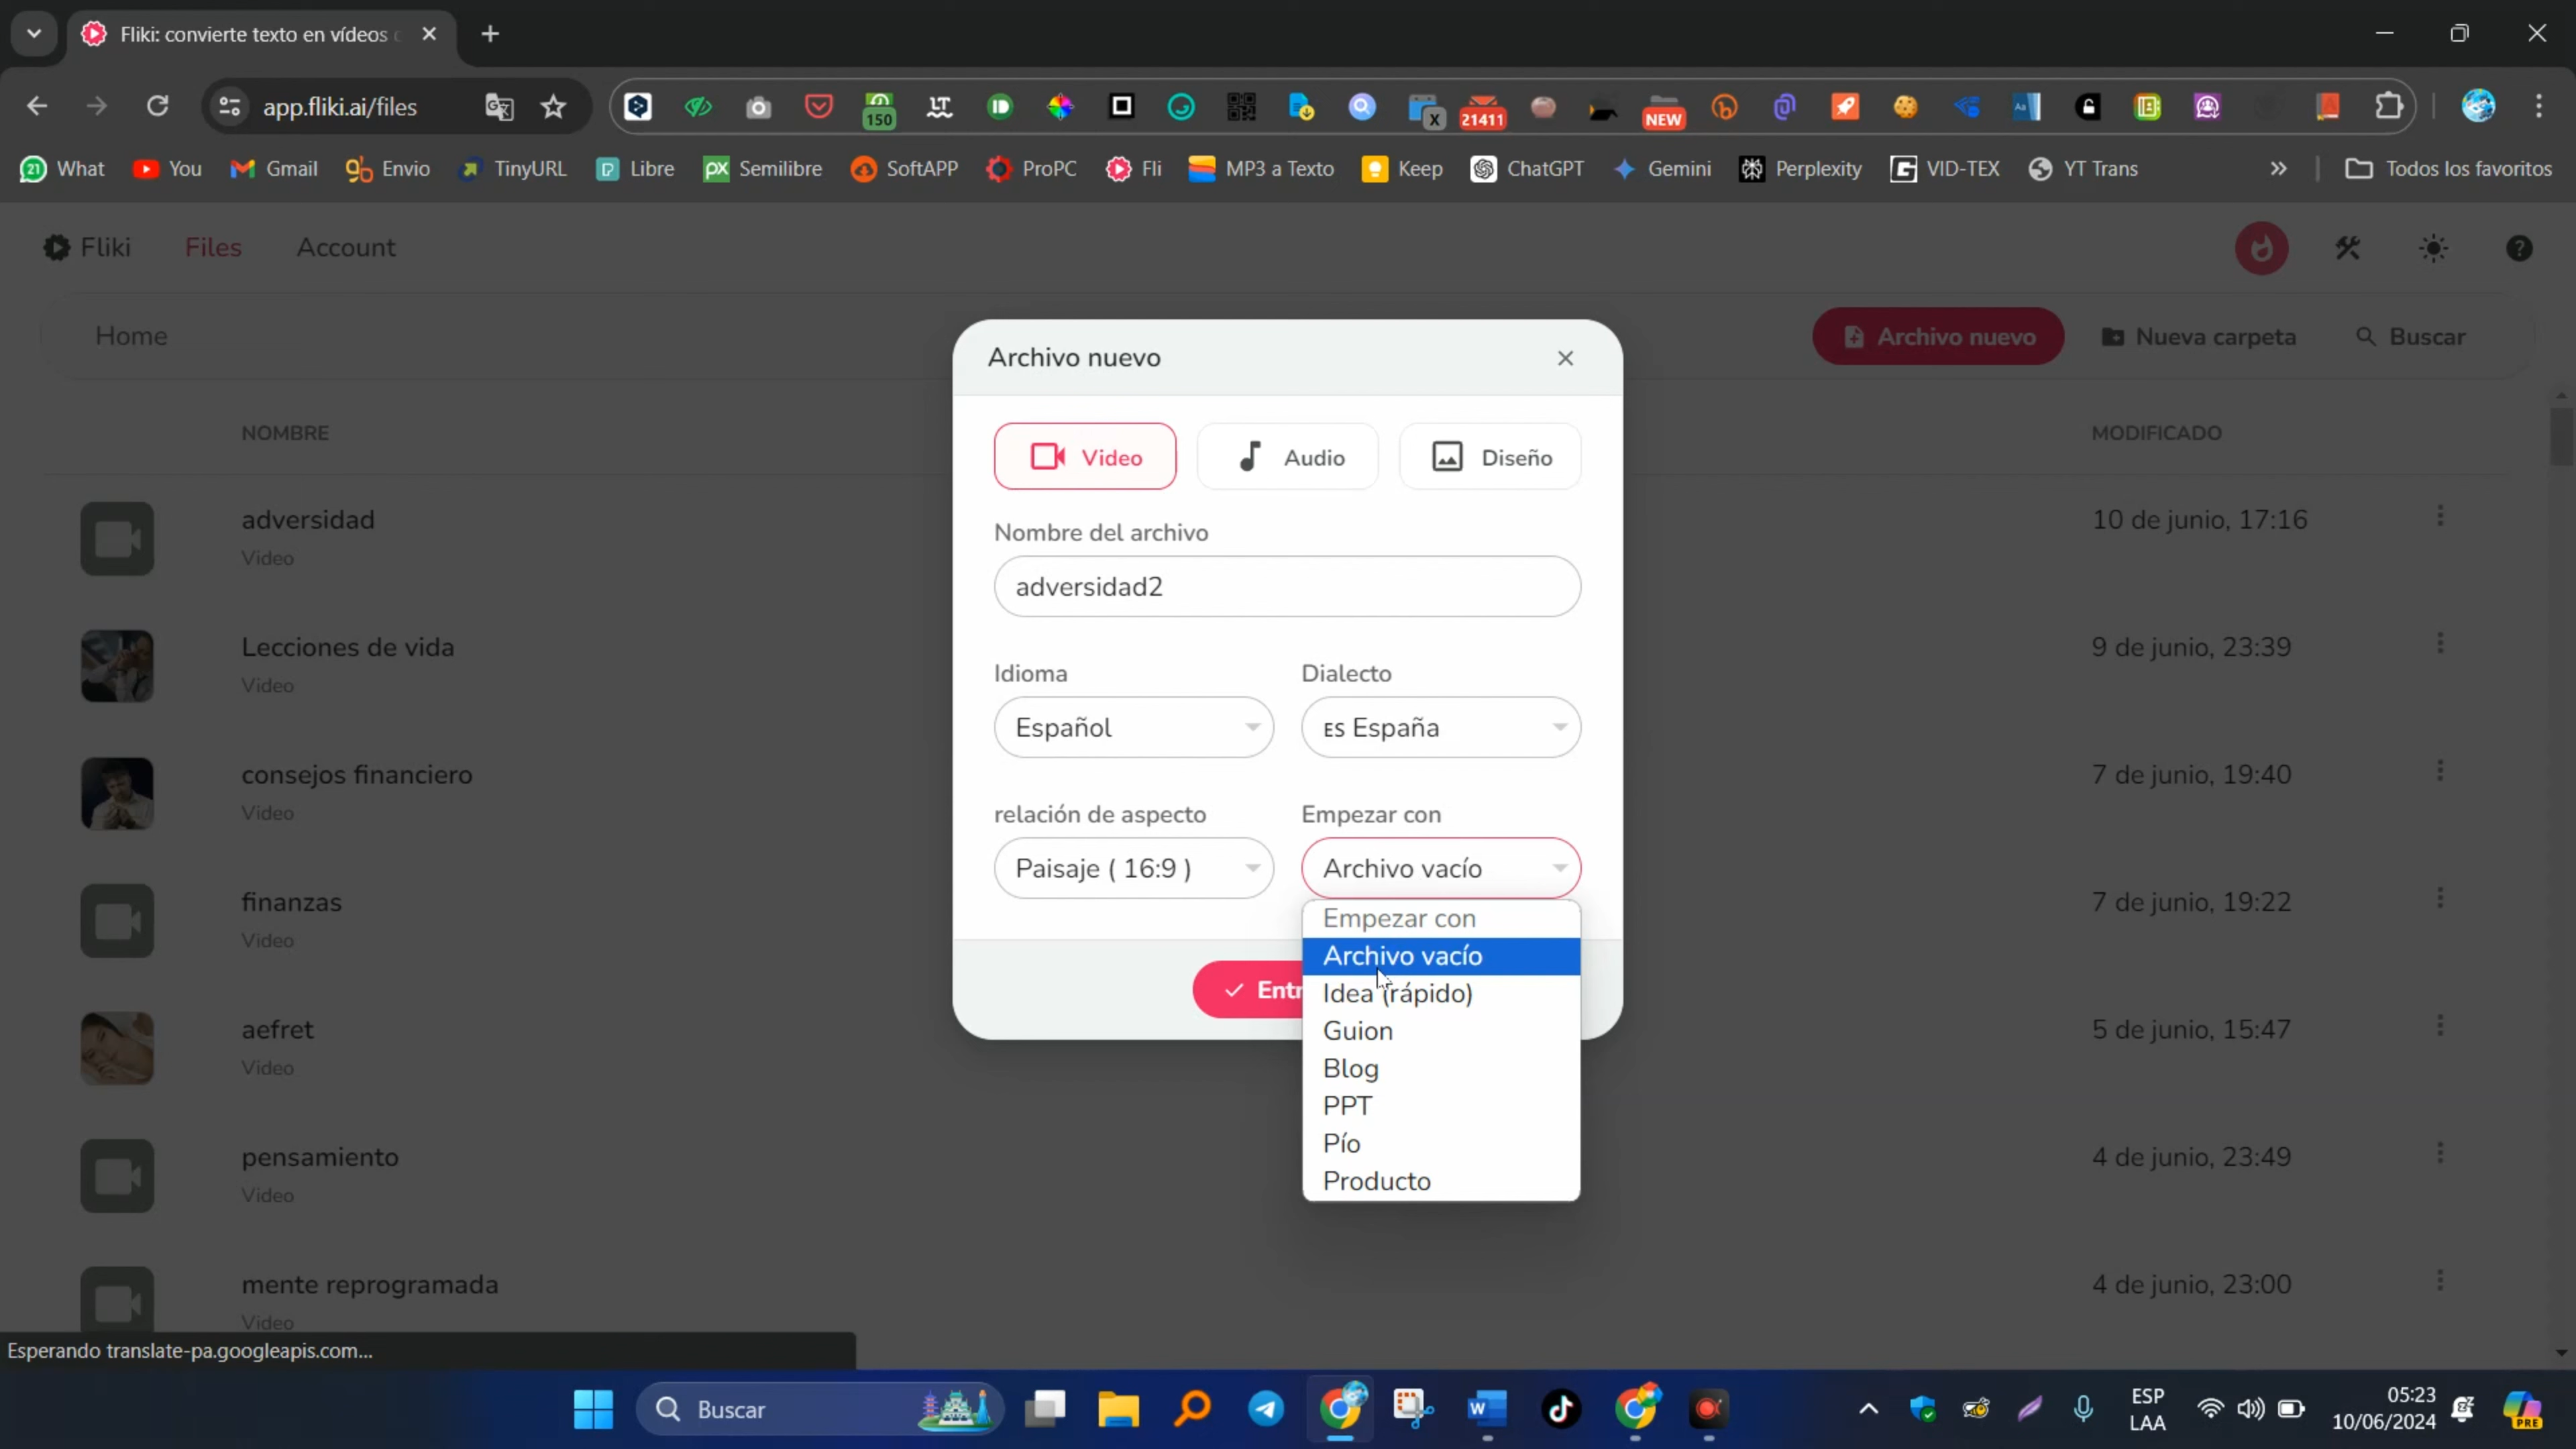 Fliki: convierte texto en vídeos
app.fliki.ai/files
150
X
21411
NEW
21
What
You
Gmail
Envio
TinyURL
Libre
Semilibre
SoftAPP
ProPC
Fli
MP3 a Texto
Keep
ChatGPT
Gemini
Perplexity
VID-TEX
YT Trans
Todos los favoritos
Fliki
Files
Account
Home
Archivo nuevo
Nueva carpeta
Buscar
NOMBRE
MODIFICADO
adversidad
Video
10 de junio, 17:16
Lecciones de vida
Video
9 de junio, 23:39
consejos financiero
Video
7 de junio, 19:40
finanzas
Video
7 de junio, 19:22
aefret
Video
5 de junio, 15:47
pensamiento
Video
4 de junio, 23:49
mente reprogramada
Video
4 de junio, 23:00
Archivo nuevo
Video
Audio
Diseño
Nombre del archivo
adversidad2
Idioma
Dialecto
Español
ES España
relación de aspecto
Empezar con
Paisaje ( 16:9 )
Archivo vacío
Entr
Empezar con
Archivo vacío
Idea (rápido)
Guion
Blog
PPT
Pío
Producto
Esperando translate-pa.googleapis.com...
Buscar
ESP
LAA
05:23
10/06/2024
PRE